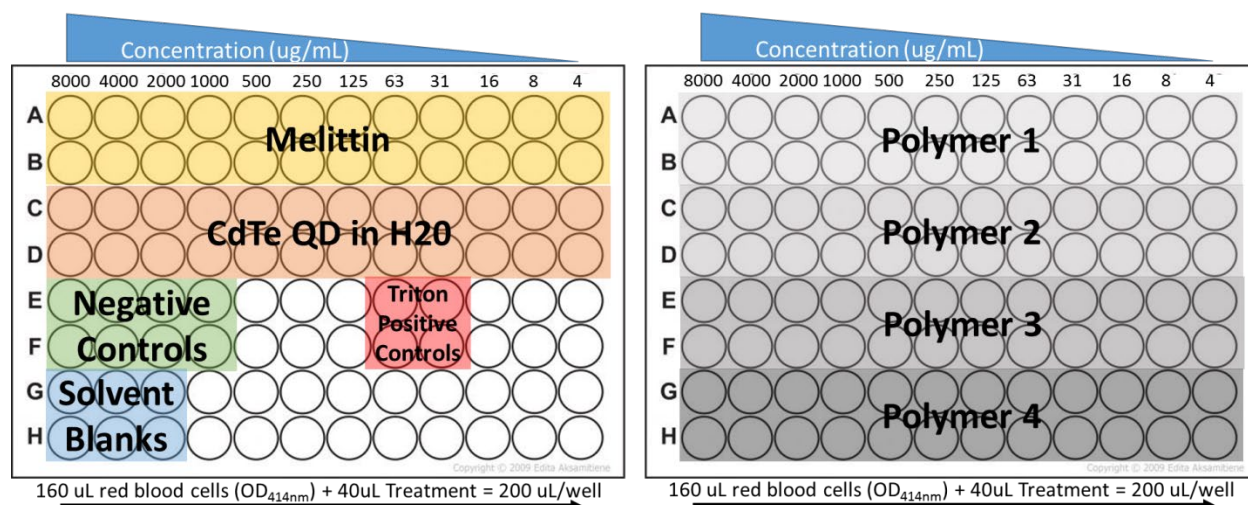 Concentration (ug/mL)
8000 4000 2000 1000 500 250 125 63 31 16 8 4
A
Melittin
B
C
CdTe QD in H20
D
E
Negative
Triton
F
Controls
Positive
Controls
G
Solvent
H
Blanks
Copyright © 2009 Edita Aksamitiene
160 uL red blood cells (OD414nm) + 40uL Treatment = 200 uL/well
Concentration (ug/mL)
8000 4000 2000 1000 500 250 125 63 31 16 8 4
A
Polymer 1
B
C
Polymer 2
D
E
Polymer 3
F
G
Polymer 4
H
Copyright © 2009 Edita Aksamitiene
160 uL red blood cells (OD414nm) + 40uL Treatment = 200 uL/well